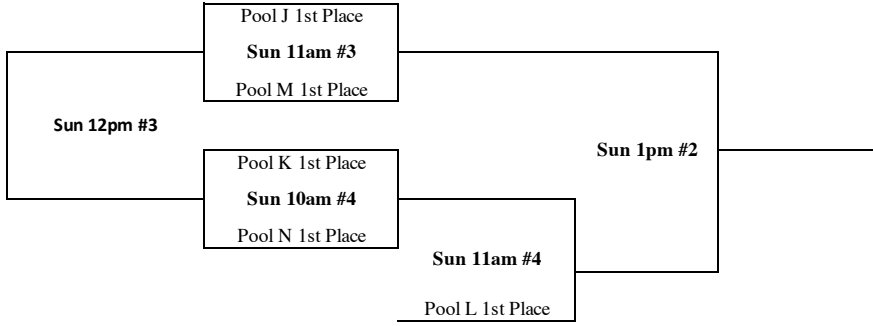 Pool J 1st Place
Sun 11am #3
Pool M 1st Place
Sun 12pm #3
Sun 1pm #2
Pool K 1st Place
Sun 10am #4
Pool N 1st Place
Sun 11am #4
Pool L 1st Place